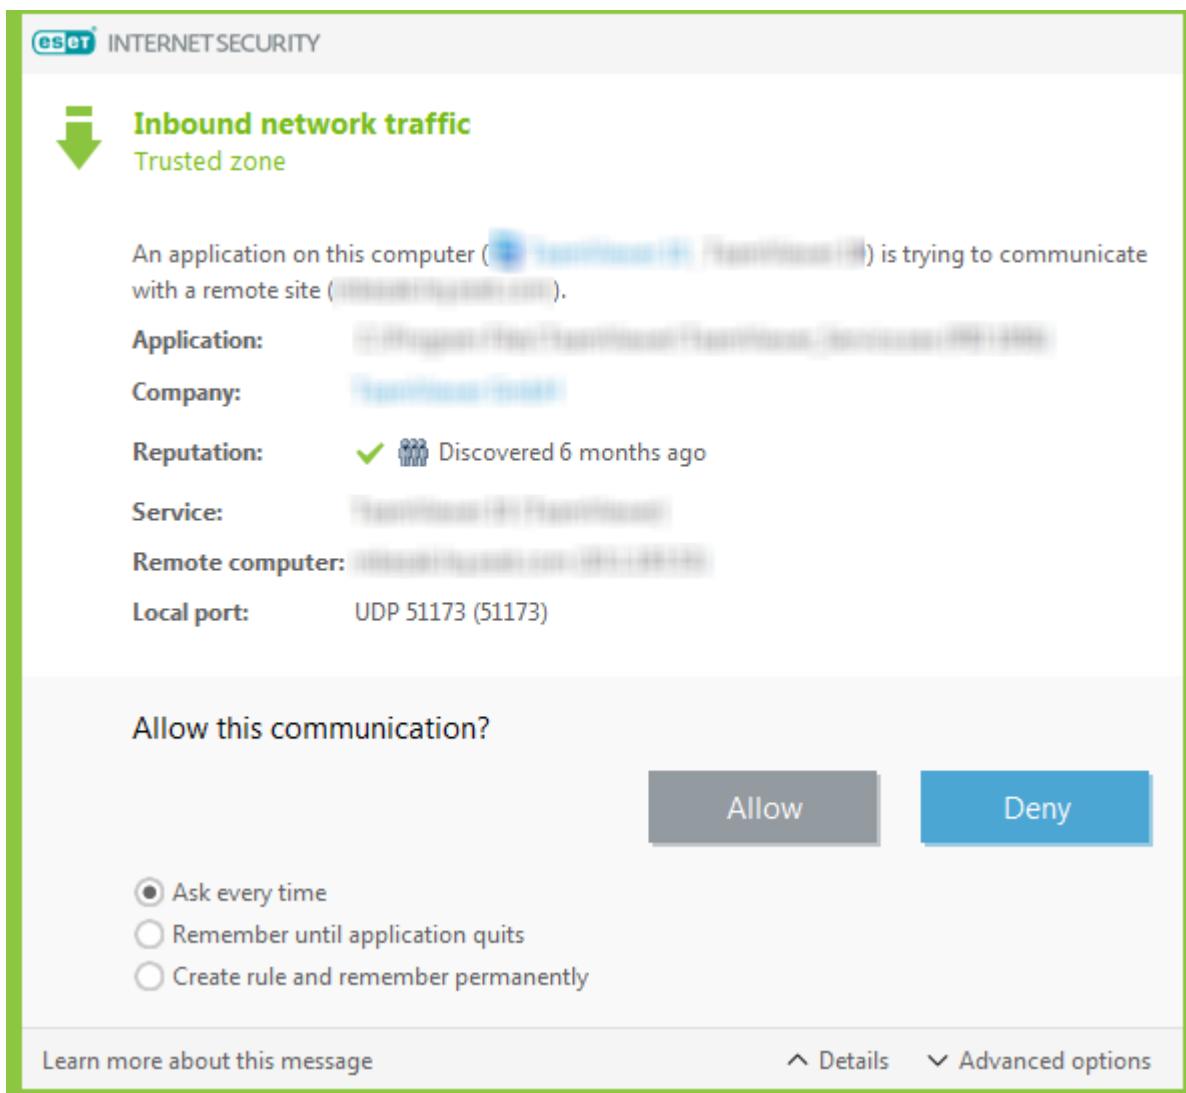 eset INTERNET SECURITY
Inbound network traffic
Trusted zone
An application on this computer ( ) is trying to communicate
with a remote site ( ).
Application:
Company:
Reputation: Discovered 6 months ago
Service:
Remote computer:
Local port: UDP 51173 (51173)
Allow this communication?
Allow Deny
Ask every time
Remember until application quits
Create rule and remember permanently
Learn more about this message Details Advanced options